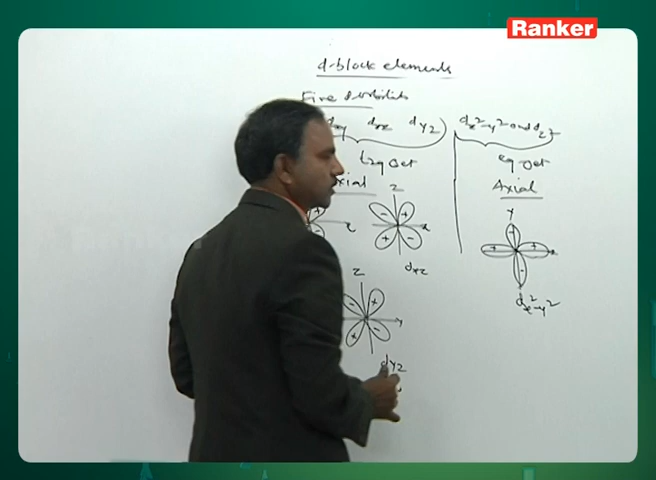 Ranker
d-block elements
Five d-orbitals
dxy dxz dyz
dx²-y² and dz²
t2g set
eg set
Axial
z
x
dxz
y
x
dx²-y²
z
y
dyz